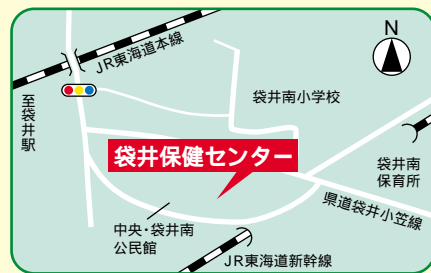 N
JR東海道本線
袋井南小学校
至袋井駅
袋井保健センター
袋井南
保育所
県道袋井小笠線
中央・袋井南
公民館
JR東海道新幹線